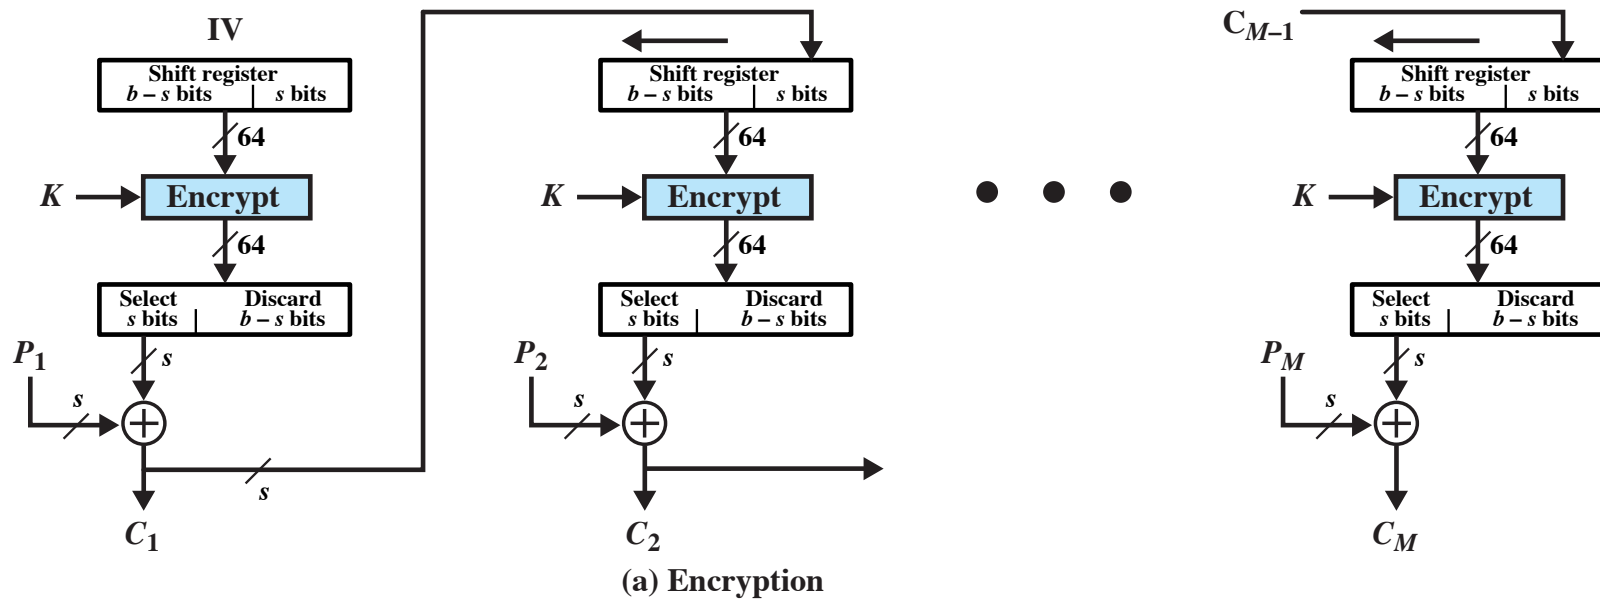 IV
C_{M–1}
Shift register
b – s bits | s bits
Shift register
b – s bits | s bits
Shift register
b – s bits | s bits
64
64
64
K
Encrypt
K
Encrypt
K
Encrypt
64
64
64
Select Discard
s bits | b – s bits
Select Discard
s bits | b – s bits
Select Discard
s bits | b – s bits
P_1
s
P_2
s
P_M
s
s
s
s
s
C_1
C_2
C_M
(a) Encryption